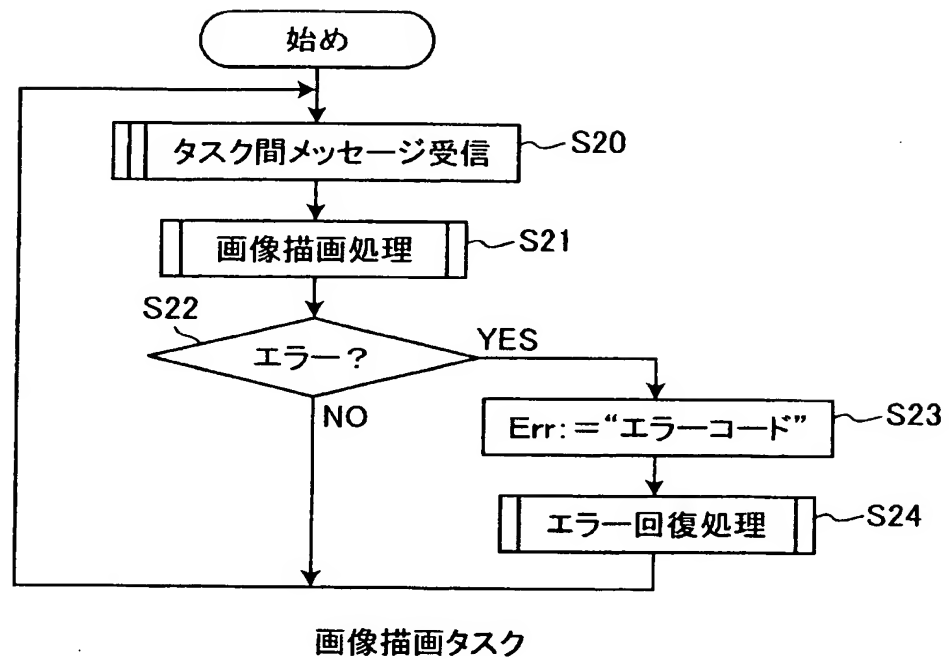 始め
タスク間メッセージ受信
S20
画像描画処理
S21
S22
エラー？
YES
NO
Err:=“エラーコード”
S23
エラー回復処理
S24
画像描画タスク